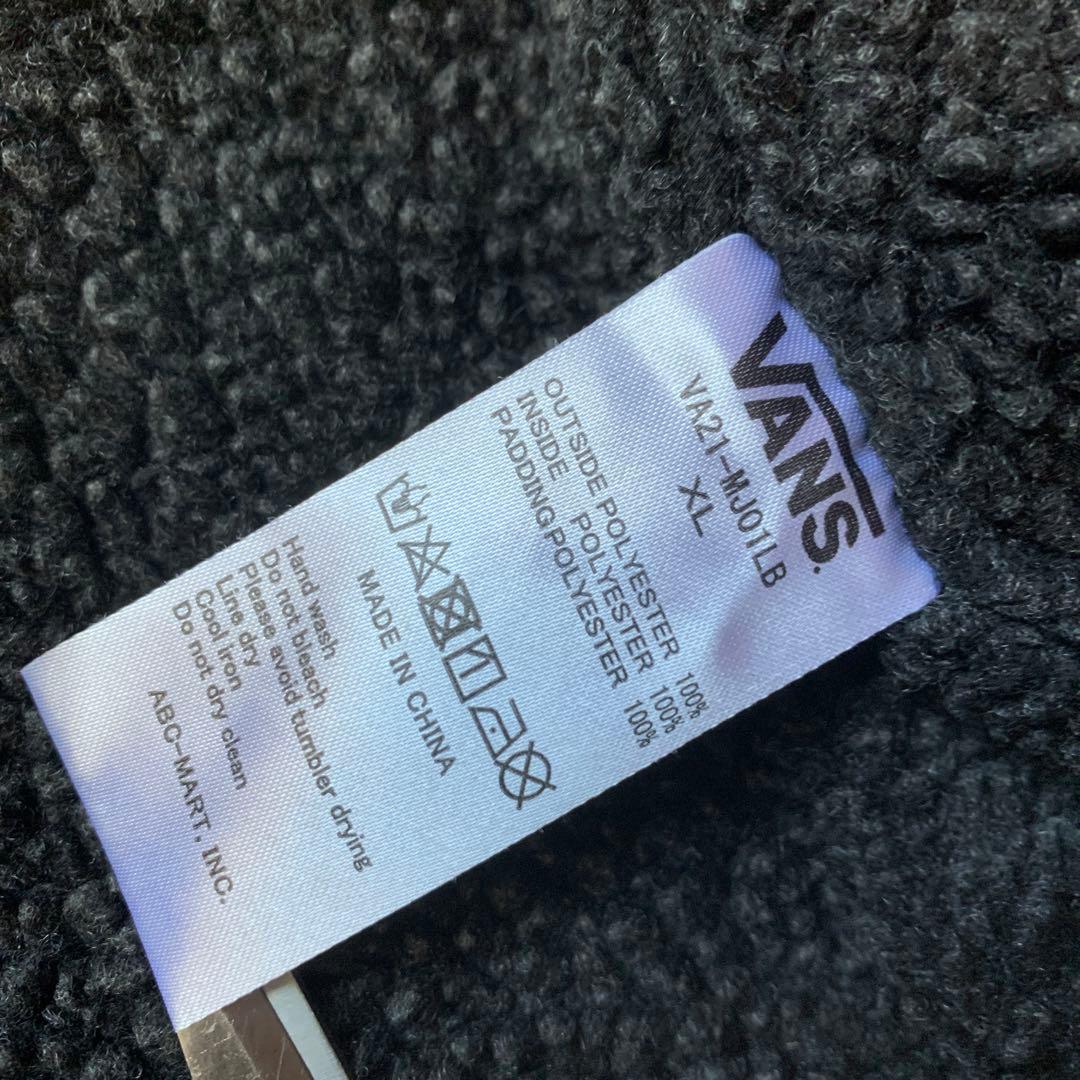 VANS.
VA21-MJ01LB
XL
OUTSIDE POLYESTER 100%
INSIDE POLYESTER 100%
PADDINGPOLYESTER 100%
MADE IN CHINA
Hand wash
Do not bleach
Please avoid tumbler drying
Line dry
Cool iron
Do not dry clean
ABC-MART, INC.